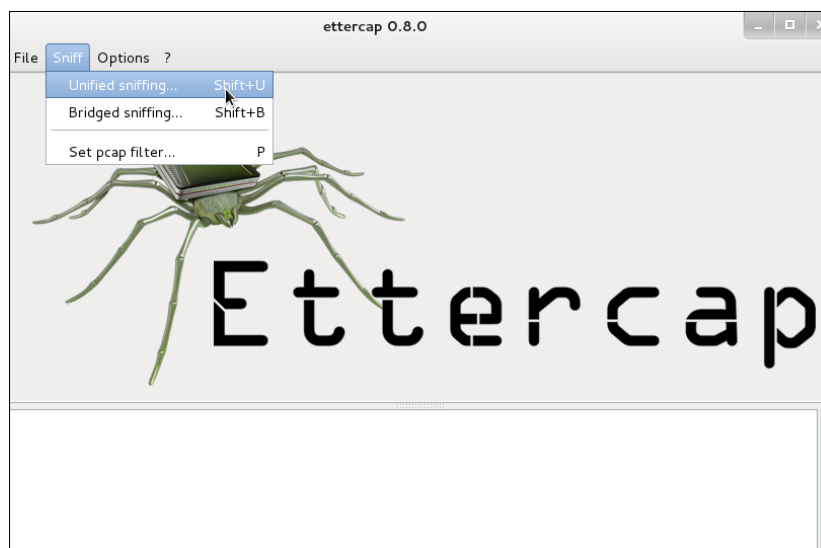 ettercap 0.8.0
File Sniff Options ?
Unified sniffing... Shift+U
Bridged sniffing... Shift+B
Set pcap filter... P
Ettercap